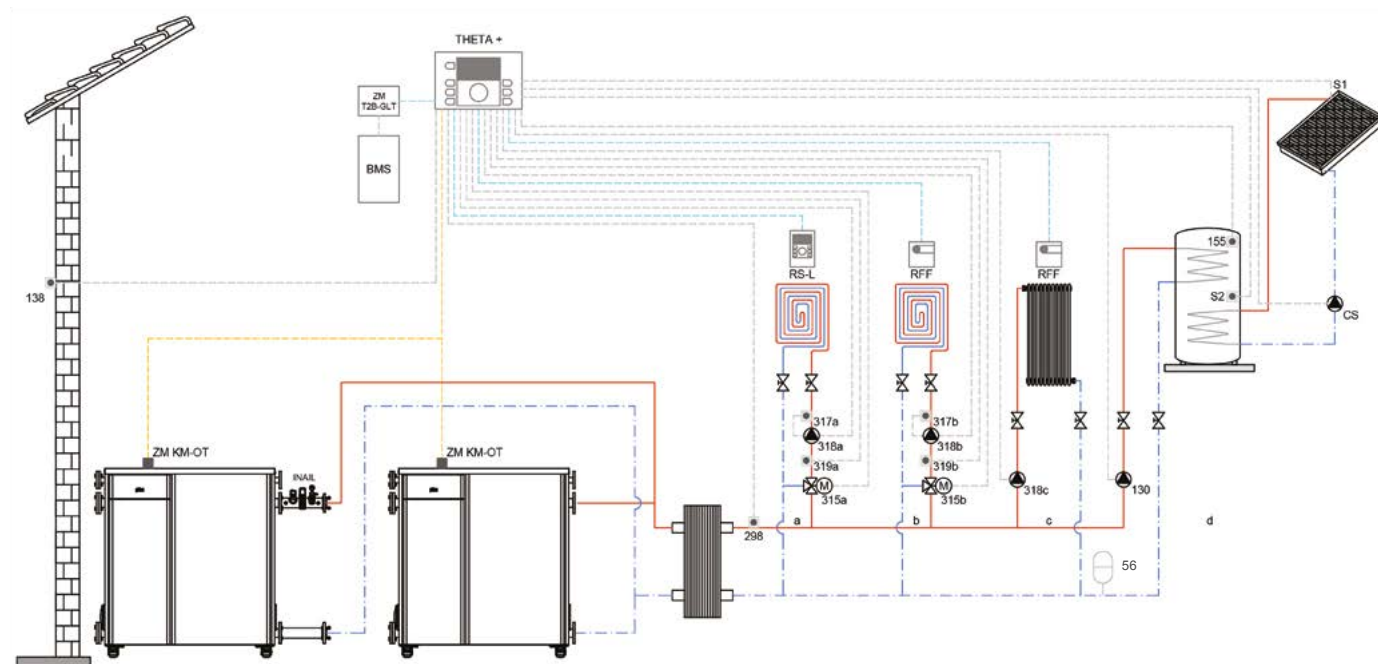 THETA +
ZM
T2B-GLT
BMS
S1
155
S2
CS
138
RS-L
RFF
RFF
317a
318a
319a
315a
M
317b
318b
319b
315b
M
318c
130
ZM KM-OT
ZM KM-OT
INAIL
298
a
b
c
d
56